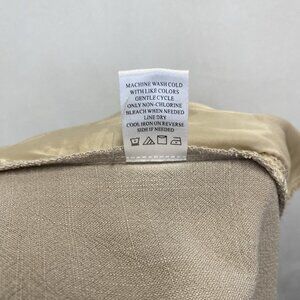 MACHINE WASH COLD
WITH LIKE COLORS
GENTLE CYCLE
ONLY NON-CHLORINE
BLEACH WHEN NEEDED
LINE DRY
COOL IRON ON REVERSE
SIDE IF NEEDED